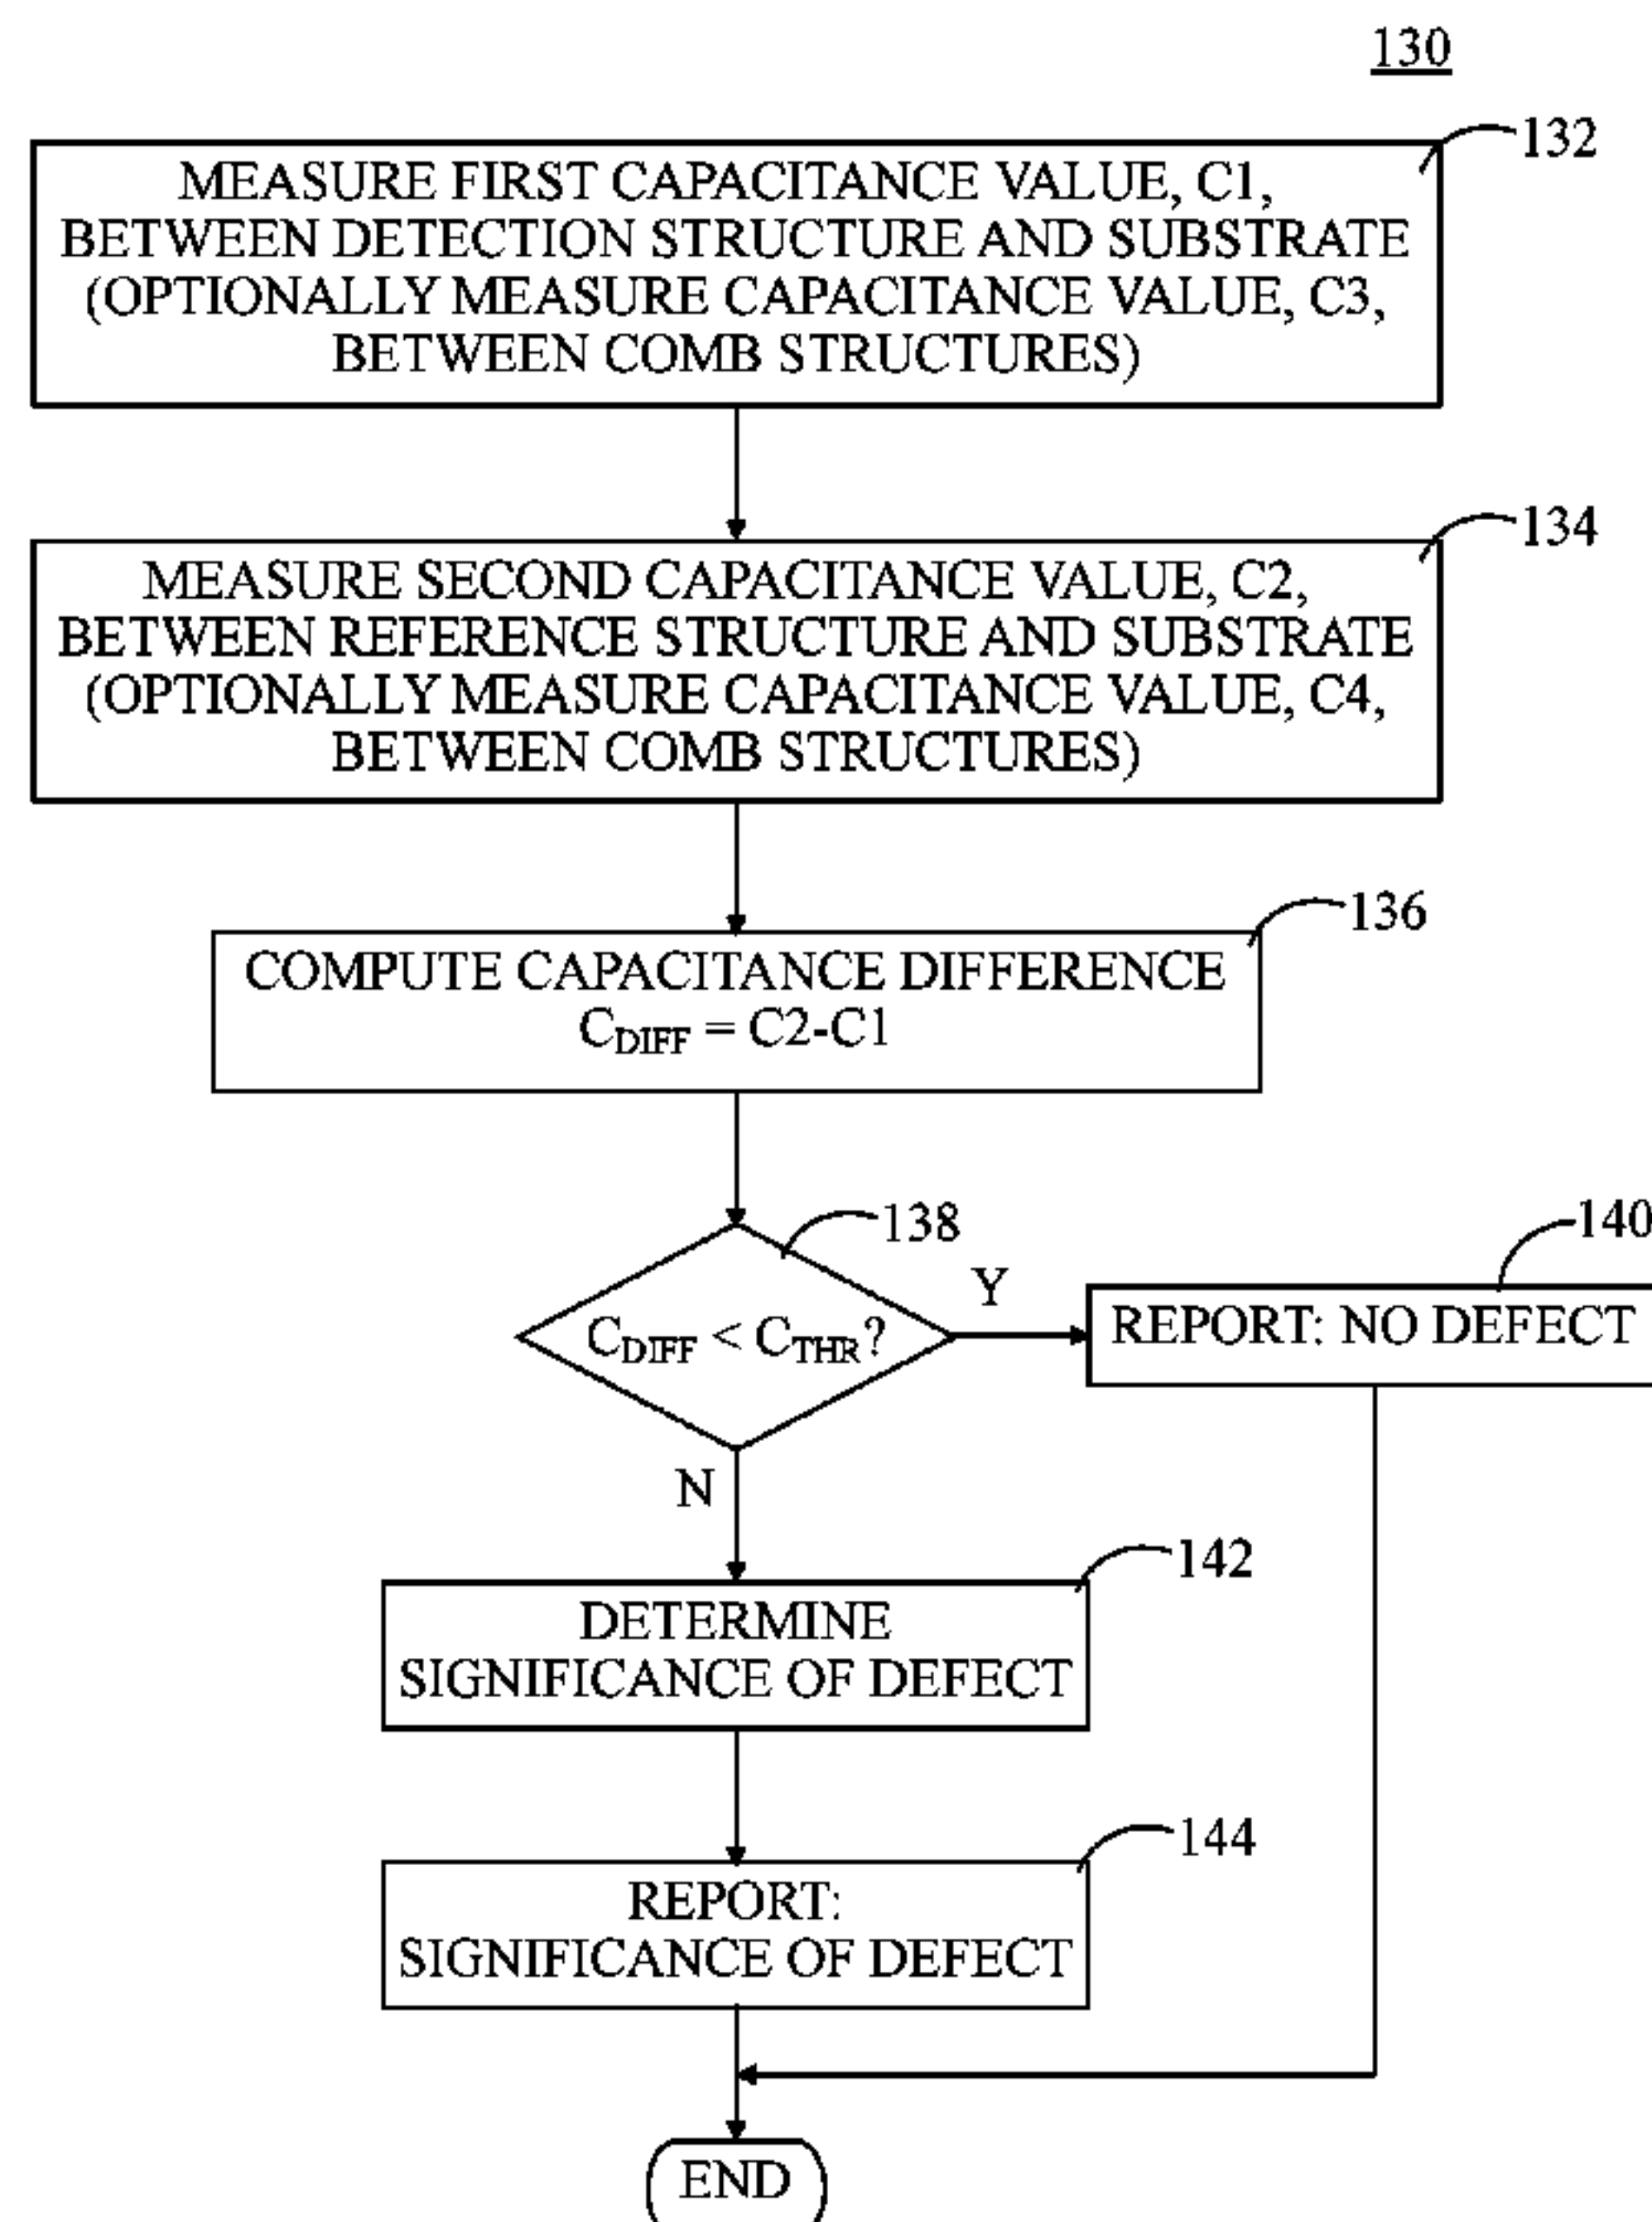 130
132
MEASURE FIRST CAPACITANCE VALUE, C1,
BETWEEN DETECTION STRUCTURE AND SUBSTRATE
(OPTIONALLY MEASURE CAPACITANCE VALUE, C3,
BETWEEN COMB STRUCTURES)
134
MEASURE SECOND CAPACITANCE VALUE, C2,
BETWEEN REFERENCE STRUCTURE AND SUBSTRATE
(OPTIONALLY MEASURE CAPACITANCE VALUE, C4,
BETWEEN COMB STRUCTURES)
136
COMPUTE CAPACITANCE DIFFERENCE
CDIFF = C2-C1
138
CDIFF < CTHR?
Y
140
REPORT: NO DEFECT
N
142
DETERMINE
SIGNIFICANCE OF DEFECT
144
REPORT:
SIGNIFICANCE OF DEFECT
END